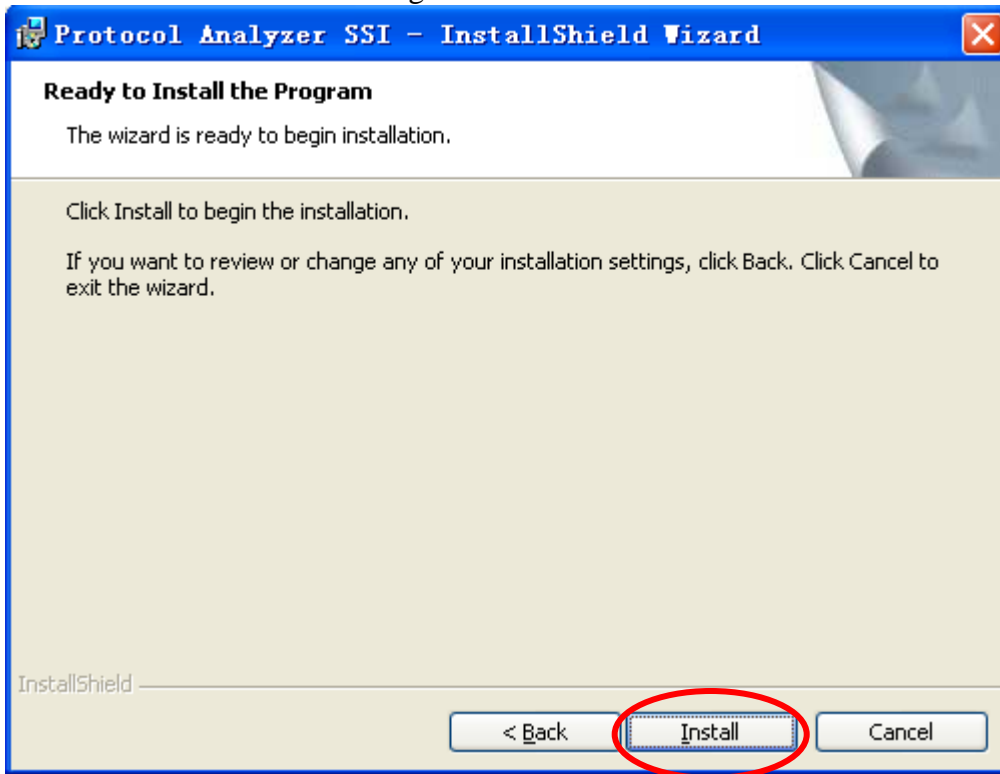 Protocol Analyzer SSI - InstallShield Wizard
Ready to Install the Program
The wizard is ready to begin installation.
Click Install to begin the installation.
If you want to review or change any of your installation settings, click Back. Click Cancel to
exit the wizard.
InstallShield
< Back Install Cancel